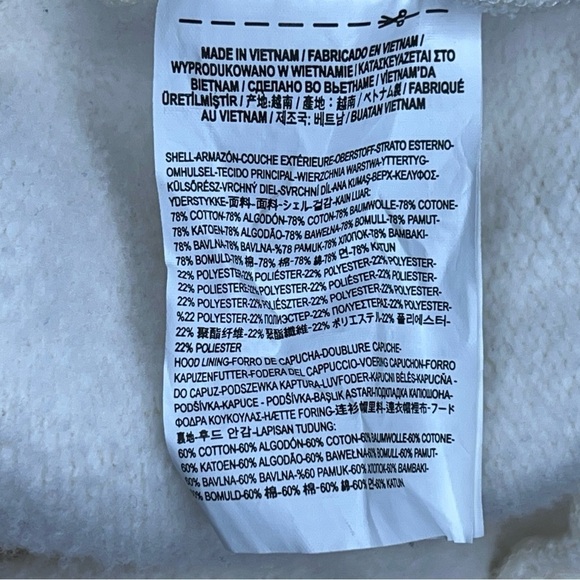 MADE IN VIETNAM / FABRICADO EN VIETNAM /
WYPRODUKOWANO W WIETNAMIE / ΚΑΤΑΣΚΕΥΑΖΕΤΑΙ ΣΤΟ
ΒΙΕΤΝΑΜ / СДЕЛАНО ВО ВЬЕТНАМЕ / VİETNAM'DA
ÜRETİLMİŞTİR / 产地:越南 / 產地：越南 / ベトナム製 / FABRIQUÉ
AU VIETNAM / 제조국: 베트남 / BUATAN VIETNAM
SHELL-ARMAZÓN-COUCHE EXTÉRIEURE-OBERSTOFF-STRATO ESTERNO-
OMHULSEL-TECIDO PRINCIPAL-WIERZCHNIA WARSTWA-YTTERTYG-
KÜLSŐRÉSZ-VRCHNÝ DIEL-SVRCHNÍ DÍL-ANA KUMAŞ-ВЕРХ-ΚΕΛΥΦΟΣ-
YDERSTYKKE-面料-面料-シェル-겉감-KAIN LUAR:
78% COTTON-78% ALGODÓN-78% COTON-78% BAUMWOLLE-78% COTONE-
78% KATOEN-78% ALGODÃO-78% BAWEŁNA-78% BOMULL-78% PAMUT-
78% BAVLNA-78% BAVLNA-%78 PAMUK-78% ХЛОПОК-78% ΒΑΜΒΑΚΙ-
78% BOMULD-78% 棉-78% 棉-78% 綿-78% 면-78% KATUN
22% POLYESTER-22% POLIÉSTER-22% POLYESTER-22% POLYESTER-
22% POLIESTERE-22% POLYESTER-22% POLIÉSTER-22% POLIESTER-
22% POLYESTER-22% POLIÉSZTER-22% POLYESTER-22% POLYESTER-
%22 POLYESTER-22% ПОЛИЭСТЕР-22% ΠΟΛΥΕΣΤΕΡΑΣ-22% POLYESTER-
22% 聚酯纤维-22% 聚酯纖維-22% ポリエステル-22% 폴리에스터-
22% POLIESTER
HOOD LINING-FORRO DE CAPUCHA-DOUBLURE CAPUCHE-
KAPUZENFUTTER-FODERA DEL CAPPUCCIO-VOERING CAPUCHON-FORRO
DO CAPUZ-PODSZEWKA KAPTURA-LUVFODER-KAPUCNI BÉLÉS-KAPUCŇA -
PODŠÍVKA-KAPUCE - PODŠÍVKA-BAŞLIK ASTARI-ПОДКЛАДКА КАПЮШОНА-
ΦΟΔΡΑ ΚΟΥΚΟΥΛΑΣ-HÆTTE FORING-连衫帽里料-連衣帽裡布-フード
裏地-후드 안감-LAPISAN TUDUNG:
60% COTTON-60% ALGODÓN-60% COTON-60% BAUMWOLLE-60% COTONE-
60% KATOEN-60% ALGODÃO-60% BAWEŁNA-60% BOMULL-60% PAMUT-
60% BAVLNA-60% BAVLNA-%60 PAMUK-60% ХЛОПОК-60% ΒΑΜΒΑΚΙ-
% BOMULD-60% 棉-60% 棉-60% 綿-60% 면-60% KATUN